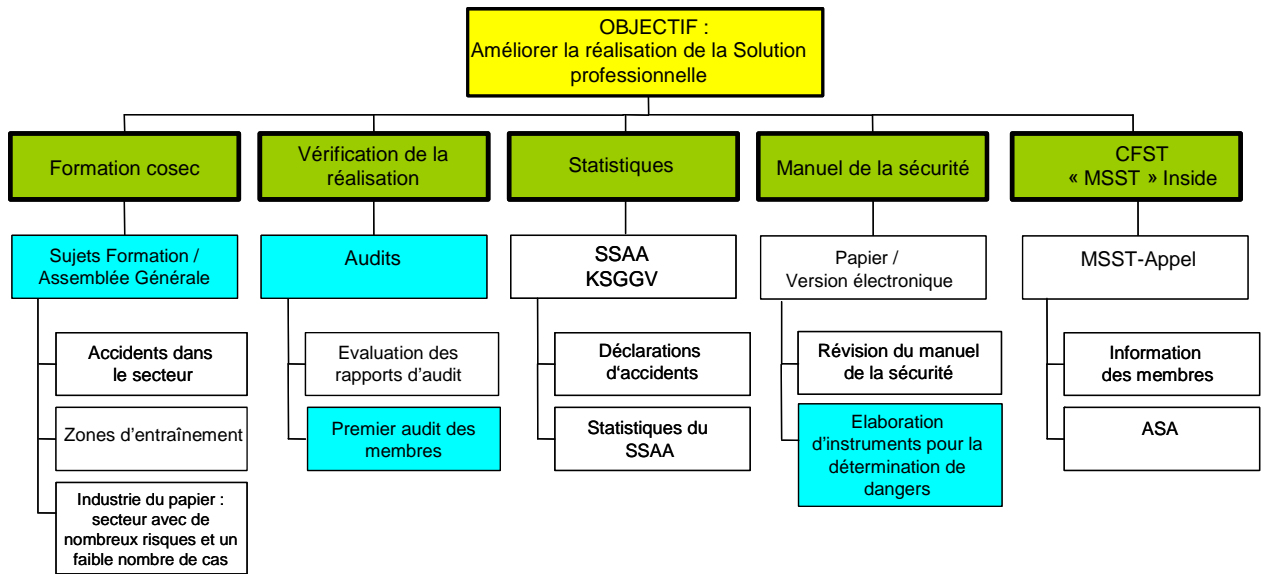 OBJECTIF :
Améliorer la réalisation de la Solution
professionnelle
Formation cosec
Vérification de la
réalisation
Statistiques
Manuel de la sécurité
CFST
« MSST » Inside
Sujets Formation /
Assemblée Générale
Audits
SSAA
KSGGV
Papier /
Version électronique
MSST-Appel
Accidents dans
le secteur
Evaluation des
rapports d’audit
Déclarations
d‘accidents
Révision du manuel
de la sécurité
Information
des membres
Zones d’entraînement
Premier audit des
membres
Statistiques du
SSAA
Elaboration
d’instruments pour la
détermination de
dangers
ASA
Industrie du papier :
secteur avec de
nombreux risques et un
faible nombre de cas